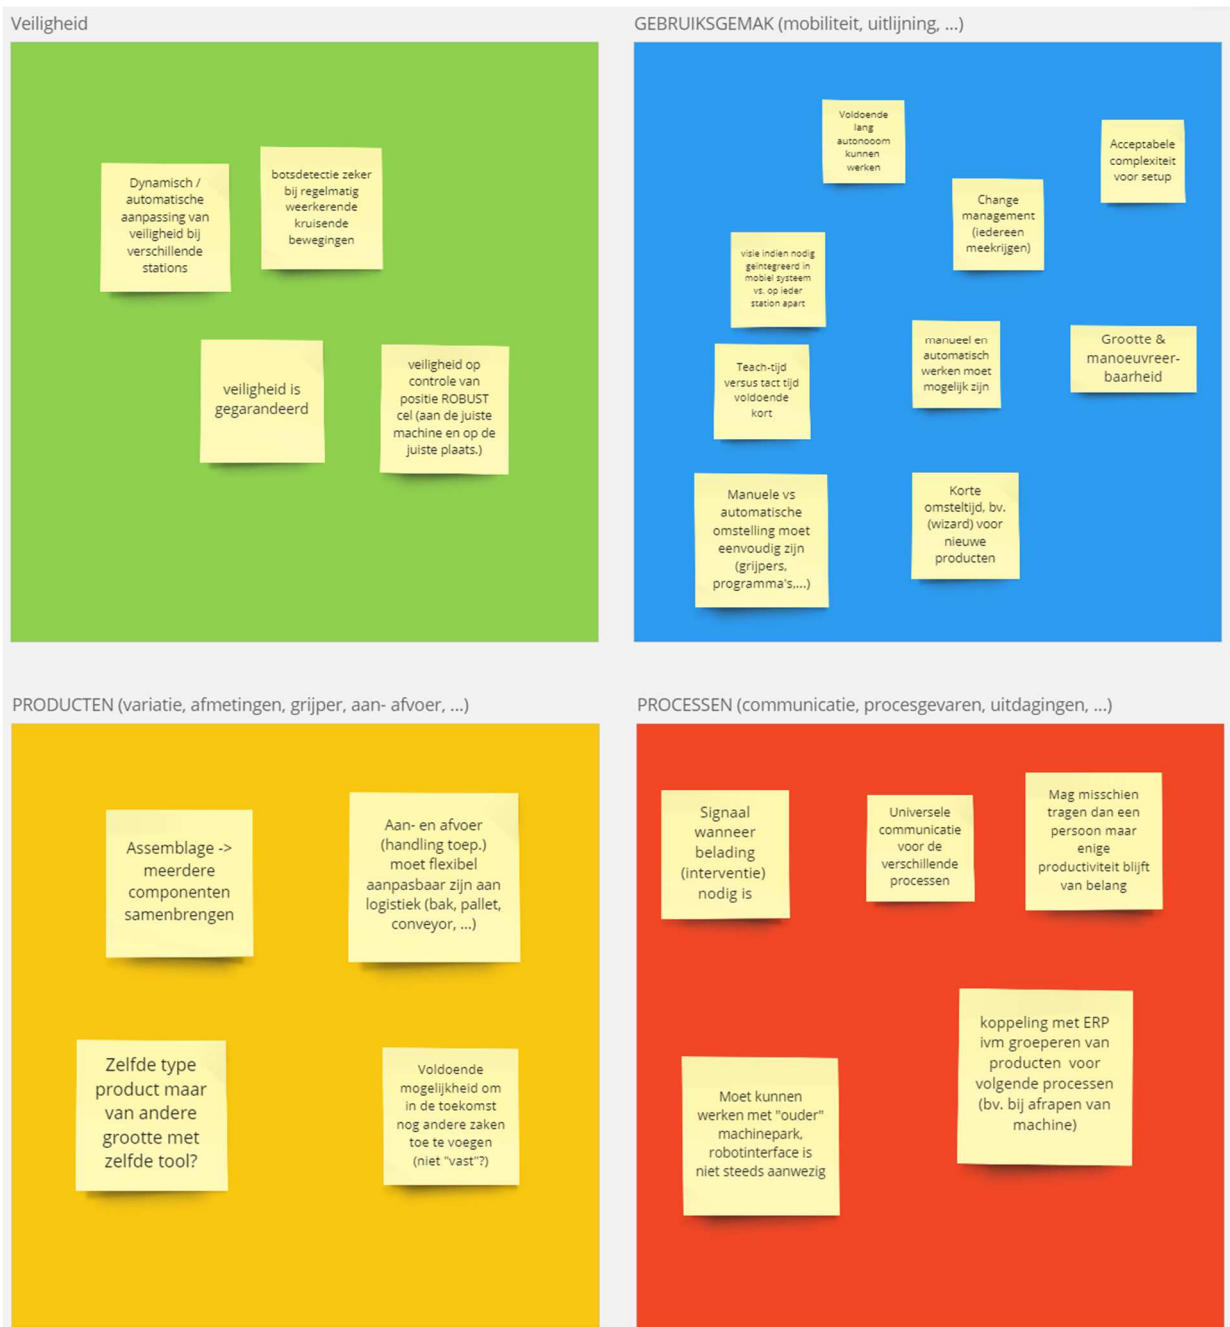 Veiligheid
Dynamisch /
automatische
aanpassing van
veiligheid bij
verschillende
stations
botsdetectie zeker
bij regelmatig
weerkerende
kruisende
bewegingen
veiligheid is
gegarandeerd
veiligheid op
controle van
positie ROBUST
cel (aan de juiste
machine en op de
juiste plaats.)
GEBRUIKSGEMAK (mobiliteit, uitlijning, ...)
Voldoende
lang
autonooom
kunnen
werken
Acceptabele
complexiteit
voor setup
Change
management
(iedereen
meekrijgen)
visie indien nodig
geintegreerd in
mobiel systeem
vs. op ieder
station apart
manueel en
automatisch
werken moet
mogelijk zijn
Grootte &
manoeuvreer-
baarheid
Teach-tijd
versus tact tijd
voldoende
kort
Manuele vs
automatische
omstelling moet
eenvoudig zijn
(grijpers,
programma's,...)
Korte
omsteltijd, bv.
(wizard) voor
nieuwe
producten
PRODUCTEN (variatie, afmetingen, grijper, aan- afvoer, ...)
Assemblage ->
meerdere
componenten
samenbrengen
Aan- en afvoer
(handling toep.)
moet flexibel
aanpasbaar zijn aan
logistiek (bak, pallet,
conveyor, ...)
Zelfde type
product maar
van andere
grootte met
zelfde tool?
Voldoende
mogelijkheid om
in de toekomst
nog andere zaken
toe te voegen
(niet "vast"?)
PROCESSEN (communicatie, procesgevaren, uitdagingen, ...)
Signaal
wanneer
belading
(interventie)
nodig is
Universele
communicatie
voor de
verschillende
processen
Mag misschien
tragen dan een
persoon maar
enige
productiviteit blijft
van belang
Moet kunnen
werken met "ouder"
machinepark,
robotinterface is
niet steeds aanwezig
koppeling met ERP
ivm groeperen van
producten voor
volgende processen
(bv. bij afrapen van
machine)